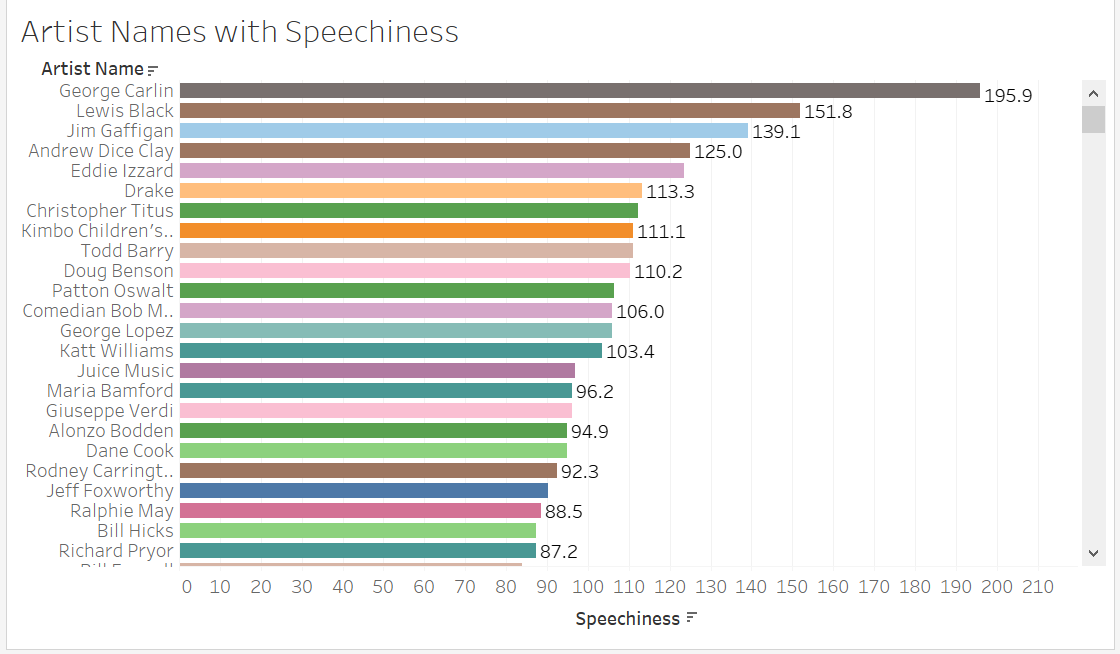 Artist Names with Speechiness
Artist Name
George Carlin 195.9
Lewis Black 151.8
Jim Gaffigan 139.1
Andrew Dice Clay 125.0
Eddie Izzard
Drake 113.3
Christopher Titus
Kimbo Children's.. 111.1
Todd Barry
Doug Benson 110.2
Patton Oswalt
Comedian Bob M.. 106.0
George Lopez
Katt Williams 103.4
Juice Music
Maria Bamford 96.2
Giuseppe Verdi
Alonzo Bodden 94.9
Dane Cook
Rodney Carringt.. 92.3
Jeff Foxworthy
Ralphie May 88.5
Bill Hicks
Richard Pryor 87.2
0 10 20 30 40 50 60 70 80 90 100 110 120 130 140 150 160 170 180 190 200 210
Speechiness